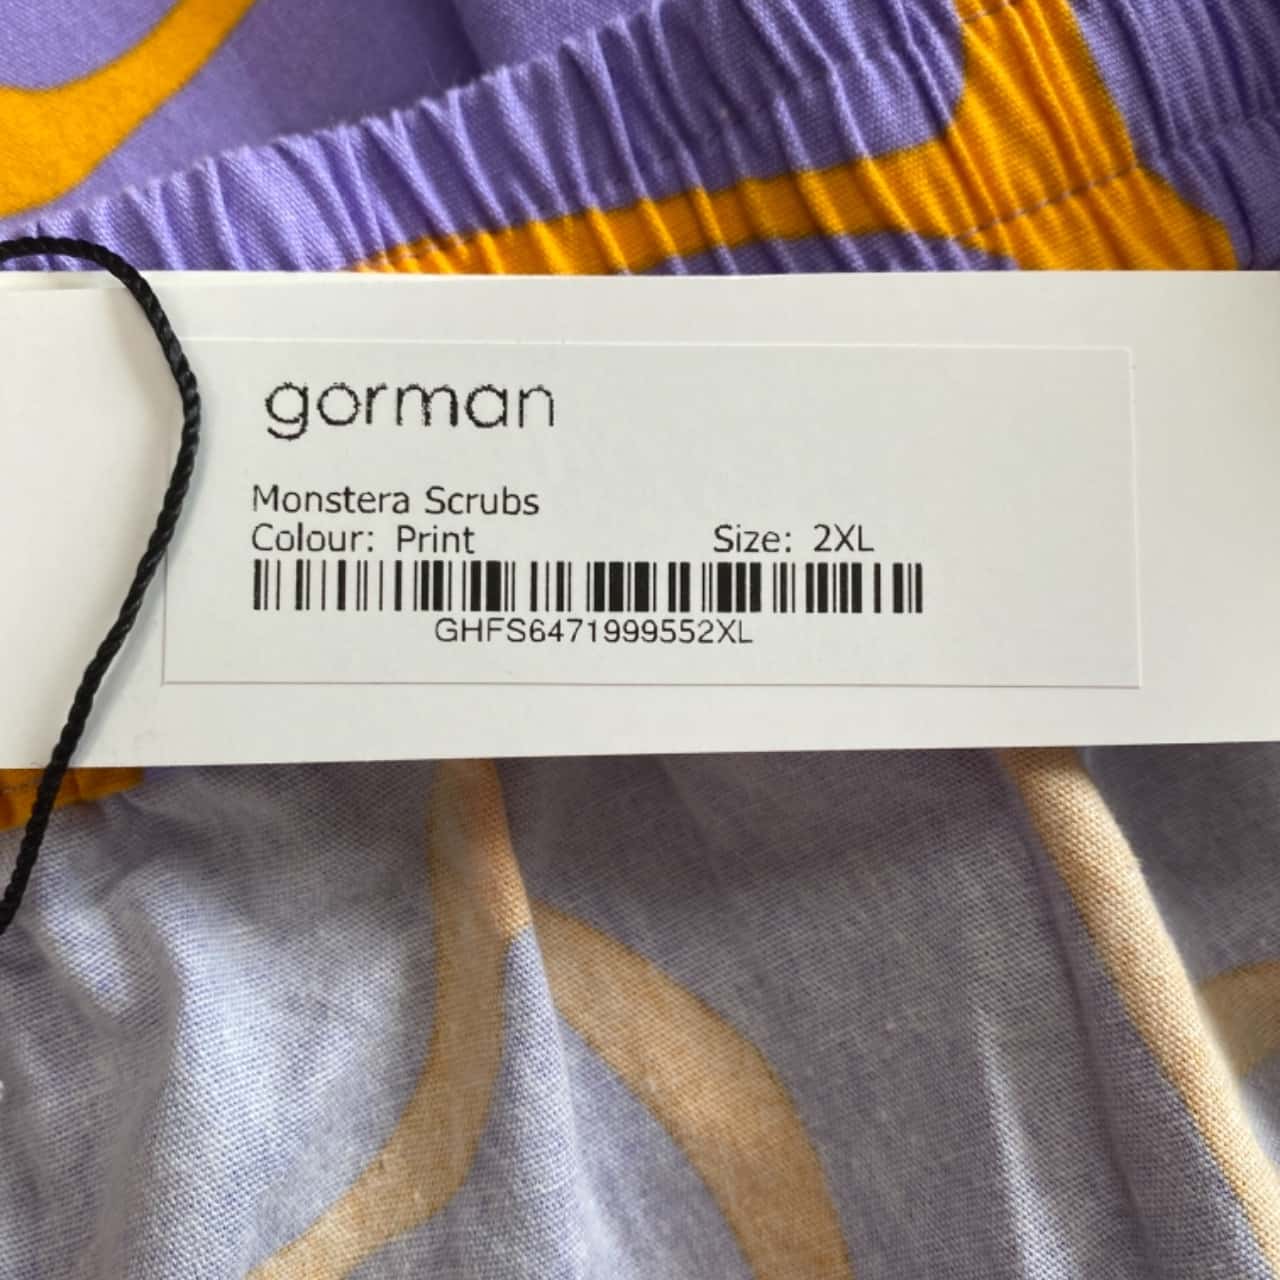 gorman
Monstera Scrubs
Colour: Print Size: 2XL
GHFS6471999552XL